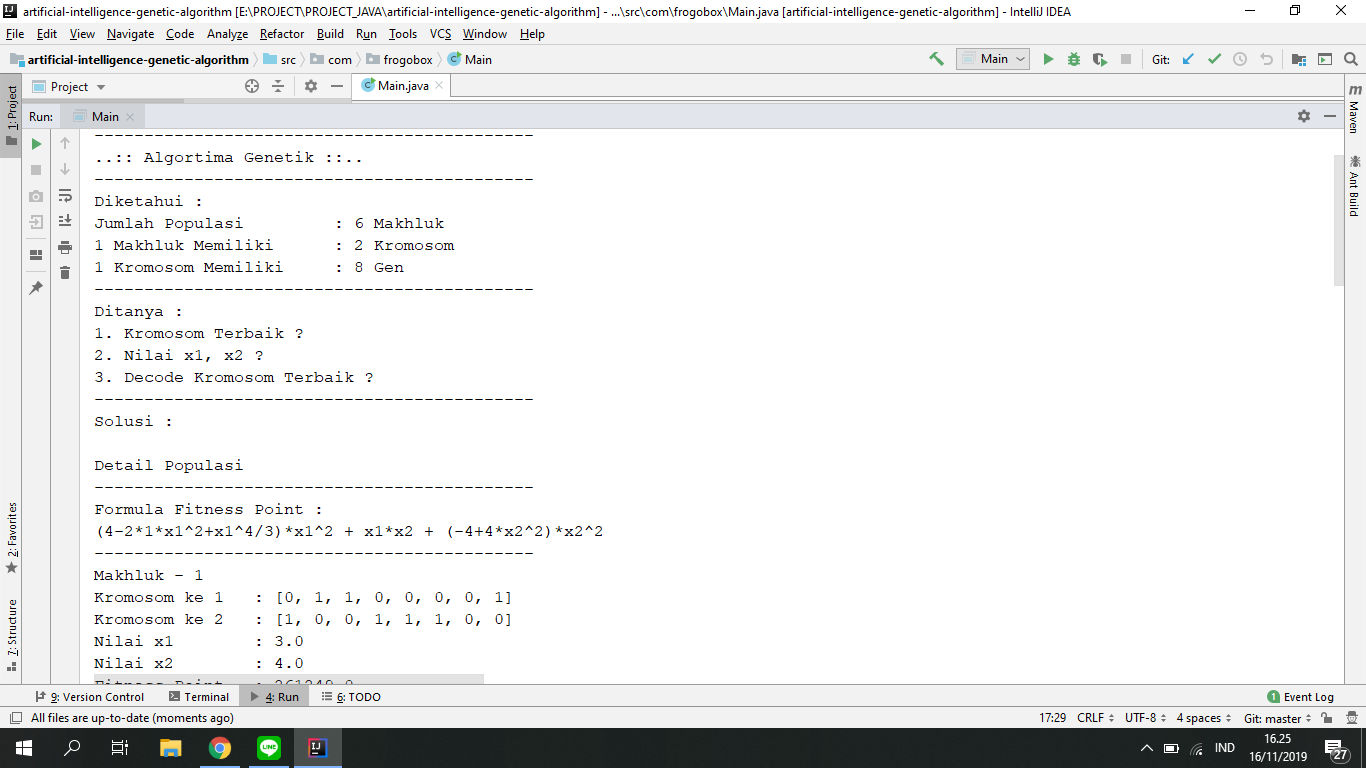 artificial-intelligence-genetic-algorithm [E:\PROJECT\PROJECT_JAVA\artificial-intelligence-genetic-algorithm] - ...\src\com\frogobox\Main.java [artificial-intelligence-genetic-algorithm] - IntelliJ IDEA
File Edit View Navigate Code Analyze Refactor Build Run Tools VCS Window Help
artificial-intelligence-genetic-algorithm src com frogobox Main Main Git:
Project Main.java
Run: Main
1: Project
Maven
Ant Build
--------------------------------------------
..:: Algortima Genetik ::..
--------------------------------------------
Diketahui :
Jumlah Populasi : 6 Makhluk
1 Makhluk Memiliki : 2 Kromosom
1 Kromosom Memiliki : 8 Gen
--------------------------------------------
Ditanya :
1. Kromosom Terbaik ?
2. Nilai x1, x2 ?
3. Decode Kromosom Terbaik ?
--------------------------------------------
Solusi :
Detail Populasi
--------------------------------------------
Formula Fitness Point :
(4-2*1*x1^2+x1^4/3)*x1^2 + x1*x2 + (-4+4*x2^2)*x2^2
--------------------------------------------
Makhluk - 1
Kromosom ke 1 : [0, 1, 1, 0, 0, 0, 0, 1]
Kromosom ke 2 : [1, 0, 0, 1, 1, 1, 0, 0]
Nilai x1 : 3.0
Nilai x2 : 4.0
Fitness Point :
2: Favorites
7: Structure
9: Version Control Terminal 4: Run 6: TODO 1 Event Log
All files are up-to-date (moments ago) 17:29 CRLF UTF-8 4 spaces Git: master
LINE IJ IND 16.25
16/11/2019 27